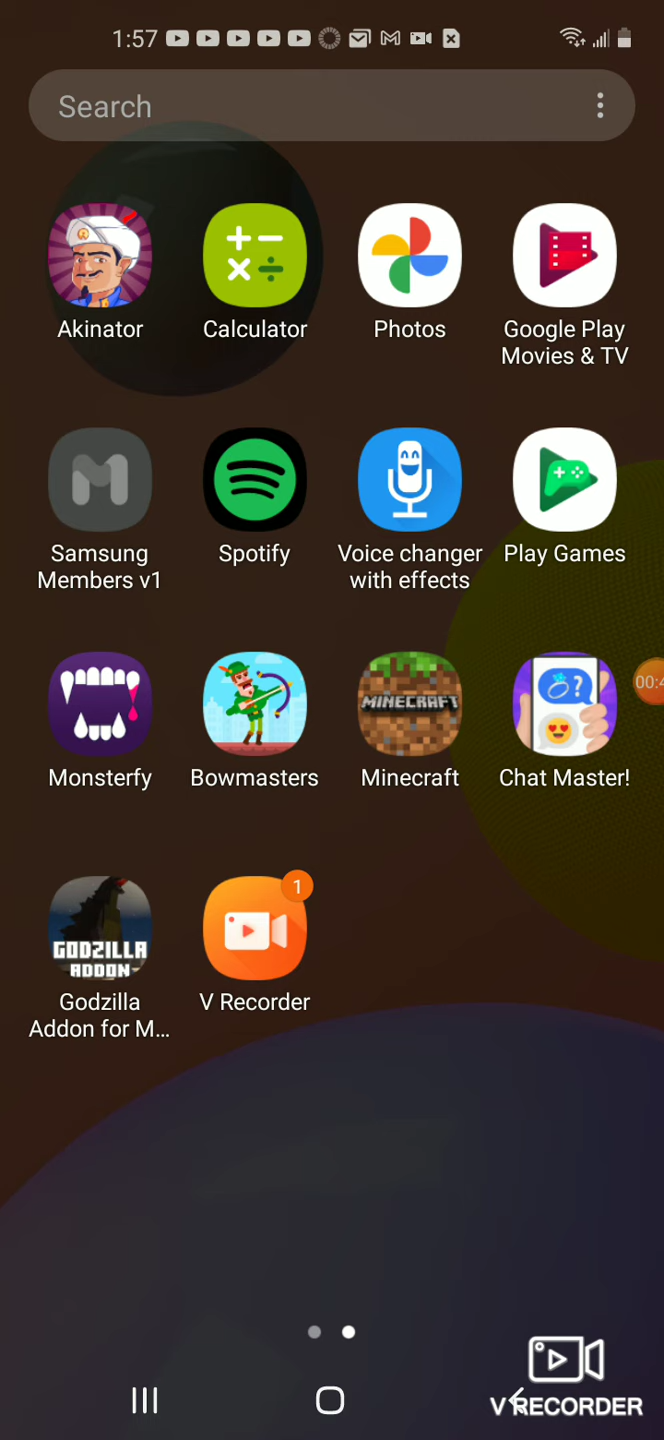 1:57
Search
Akinator
Calculator
Photos
Google Play
Movies & TV
Samsung
Members v1
Spotify
Voice changer
with effects
Play Games
Monsterfy
Bowmasters
MINECRAFT
Minecraft
Chat Master!
GODZILLA
ADDON
Godzilla
Addon for M...
1
V Recorder
V RECORDER